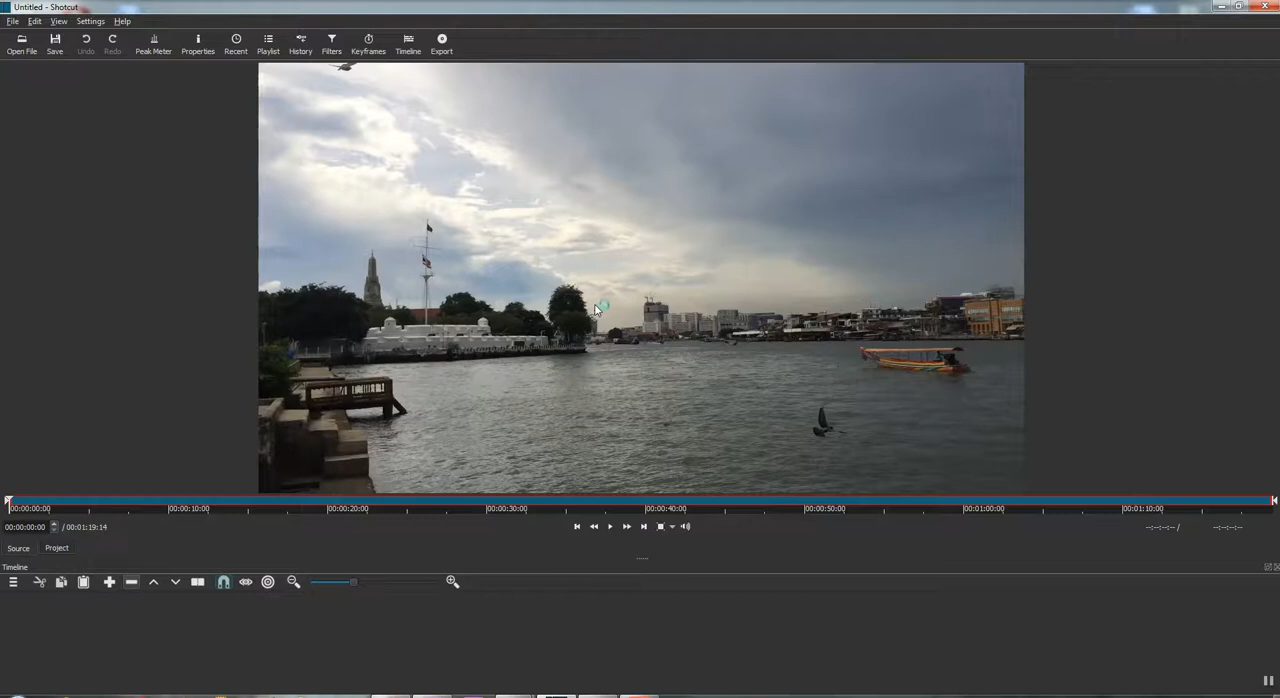 Untitled - Shotcut
File Edit View Settings Help
Open File Save Undo Redo Peak Meter Properties Recent Playlist History Filters Keyframes Timeline Export
00:00:00:00 00:00:10:00 00:00:20:00 00:00:30:00 00:00:40:00 00:00:50:00 00:01:00:00 00:01:10:00
00:00:00:00 / 00:01:19:14 --:--:--:-- / --:--:--:--
Source Project
Timeline